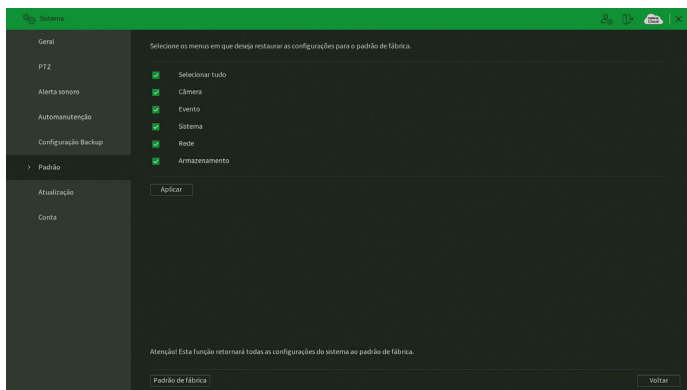 Sistema
Geral
PTZ
Alerta sonoro
Automanutenção
Configuração Backup
Padrão
Atualização
Conta
Selecione os menus em que deseja restaurar as configurações para o padrão de fábrica.
Selecionar tudo
Câmera
Evento
Sistema
Rede
Armazenamento
Aplicar
Atenção! Esta função retornará todas as configurações do sistema ao padrão de fábrica.
Padrão de fábrica
Voltar